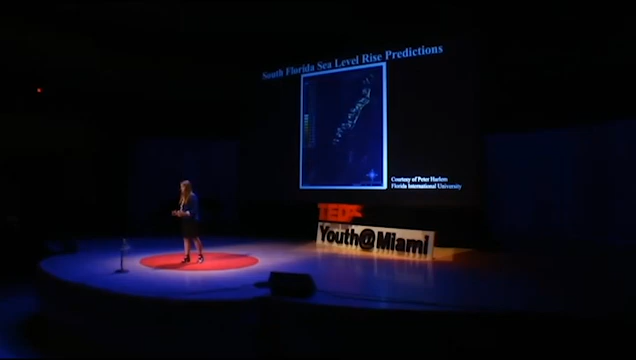 South Florida Sea Level Rise Predictions
Courtesy of Peter Harlem
Florida International University
TEDx
Youth@Miami